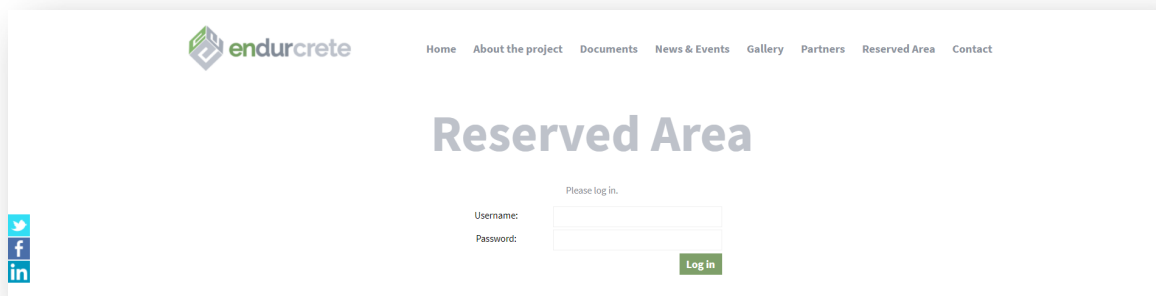 endurcrete
Home About the project Documents News & Events Gallery Partners Reserved Area Contact
Reserved Area
Please log in.
Username:
Password:
Log in
f
in